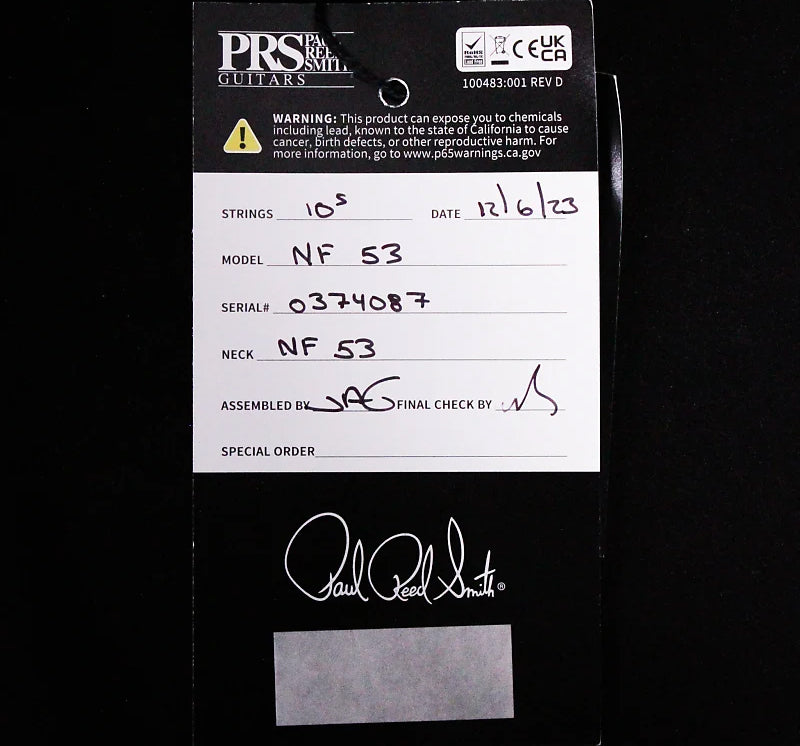 PRS PAUL REED SMITH
GUITARS
RoHS
CE UK CA
100483:001 REV D
WARNING: This product can expose you to chemicals
including lead, known to the state of California to cause
cancer, birth defects, or other reproductive harm. For
more information, go to www.p65warnings.ca.gov
STRINGS 10s DATE 12/6/23
MODEL NF 53
SERIAL# 0374087
NECK NF 53
ASSEMBLED BY JAG FINAL CHECK BY
SPECIAL ORDER
Paul Reed Smith®